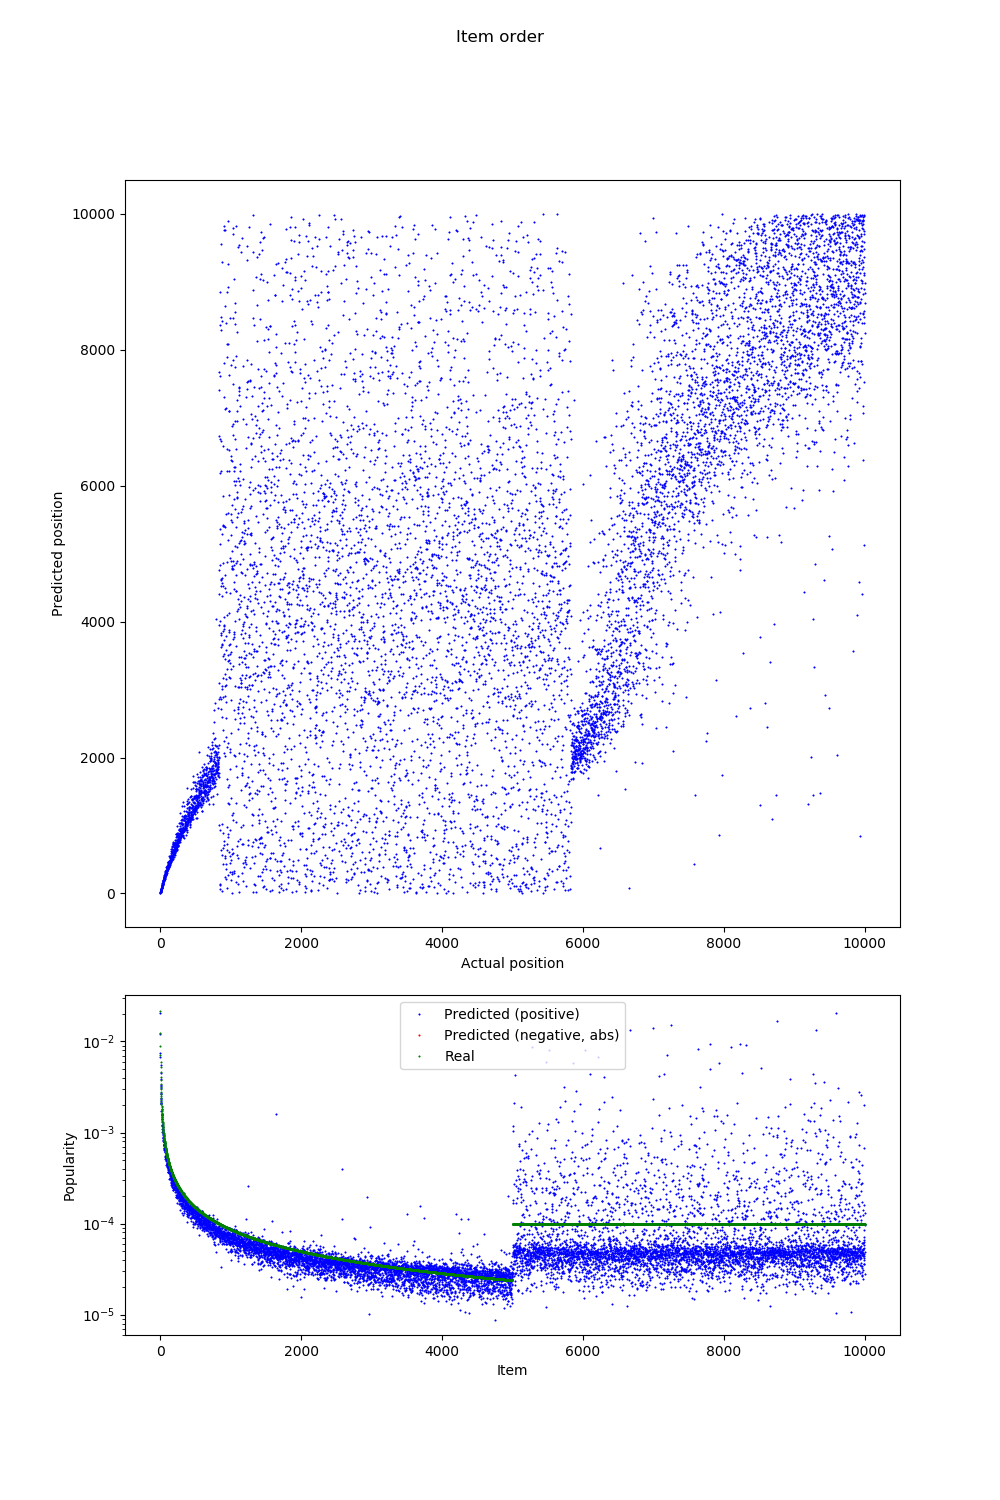 Item order
10000
8000
6000
4000
2000
0
Predicted position
0 2000 4000 6000 8000 10000
Actual position
Predicted (positive)
Predicted (negative, abs)
Real
10⁻²
10⁻³
10⁻⁴
10⁻⁵
Popularity
0 2000 4000 6000 8000 10000
Item